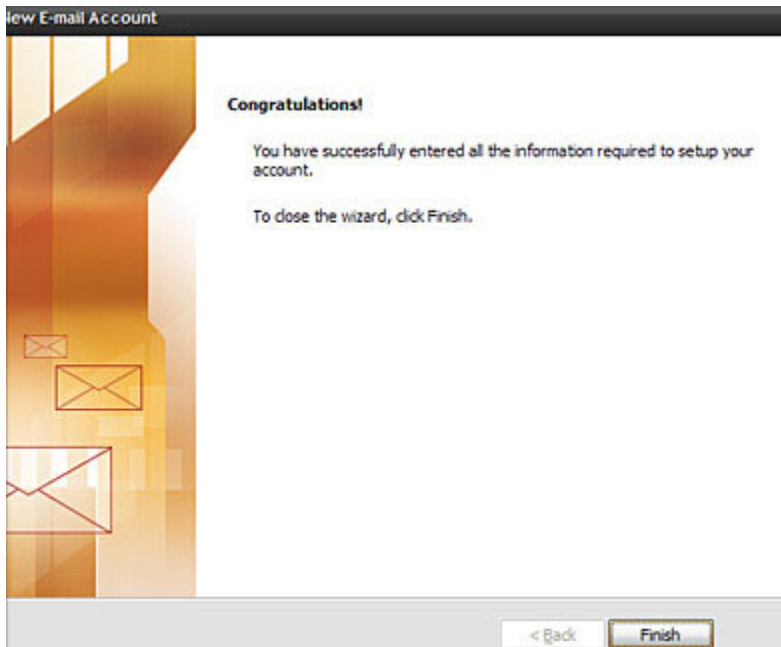 New E-mail Account
Congratulations!
You have successfully entered all the information required to setup your
account.
To close the wizard, click Finish.
< Back
Finish